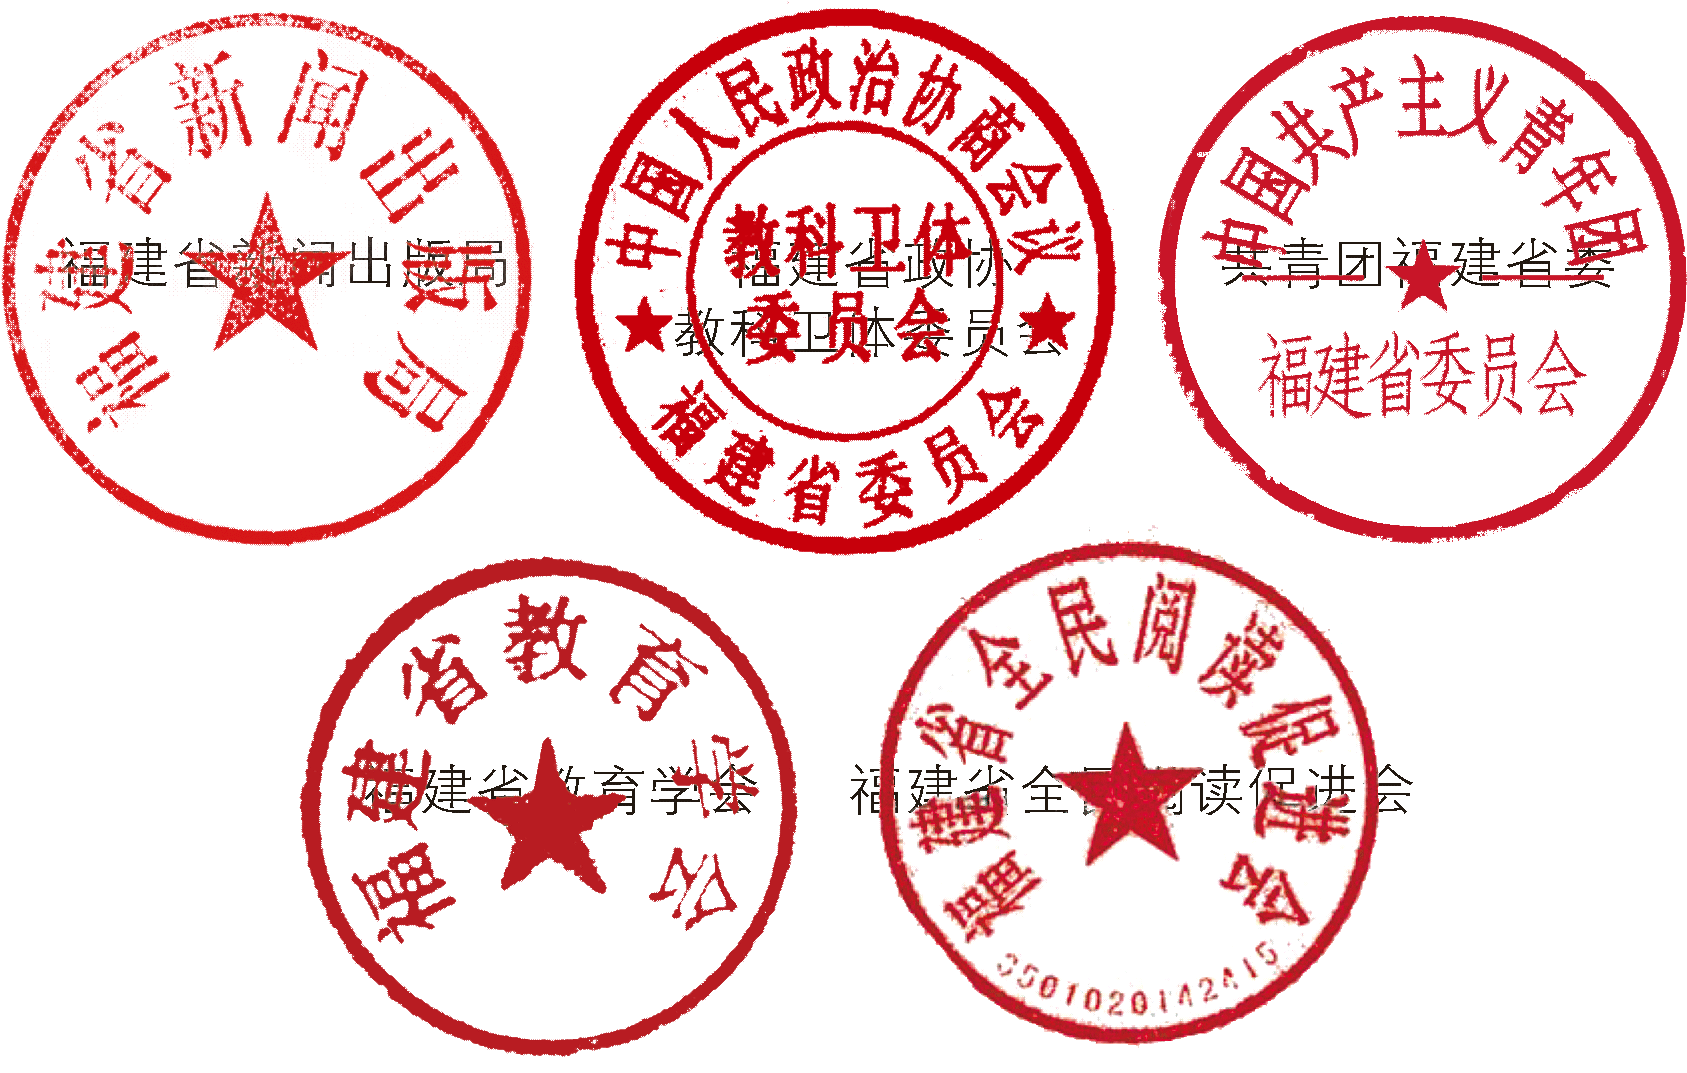 福建省新闻出版局
福建省新闻出版局
中国人民政治协商会议
教科卫体
委员会
福建省委员会
福建省政协
教科卫体委员会
中国共产主义青年团
福建省委员会
共青团福建省委
福建省教育学会
福建省教育学会
福建省全民阅读促进会
3501020142415
福建省全民阅读促进会